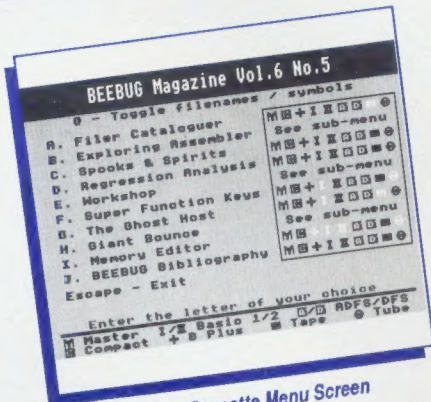 BEEBUG Magazine Vol.6 No.5
0 - Toggle filenames / symbols
A. Filer Cataloguer
B. Exploring Assembler See sub-menu
C. Spooks & Spirits
D. Regression Analysis
E. Workshop See sub-menu
F. Super Function Keys
G. The Ghost Host
H. Giant Bounce See sub-menu
I. Memory Editor
J. BEEBUG Bibliography
Escape - Exit
Enter the letter of your choice
Master I/II Basic 1/2 ADFS/DFS
Compact + B Plus Tape Tube
Menu Screen